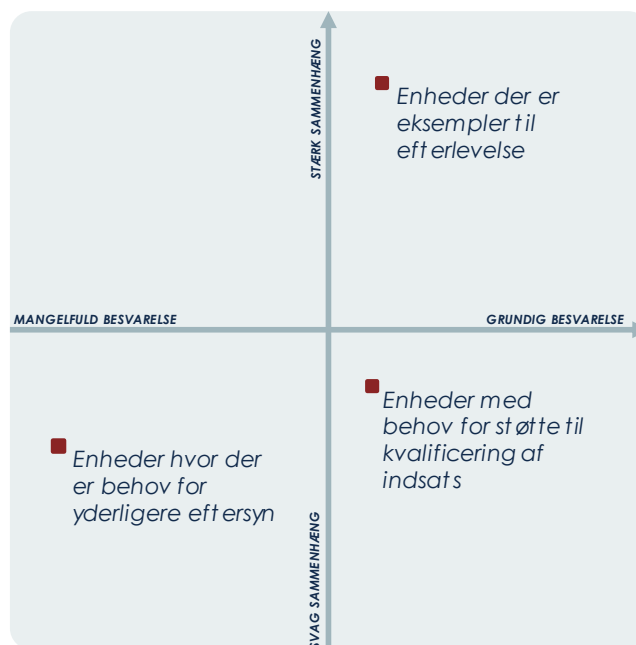 STÆRK SAMMENHÆNG
Enheder der er
eksempler til
efterlevelse
MANGELFULD BESVARELSE
GRUNDIG BESVARELSE
Enheder med
behov for støtte til
kvalificering af
indsats
Enheder hvor der
er behov for
yderligere eftersyn
SVAG SAMMENHÆNG